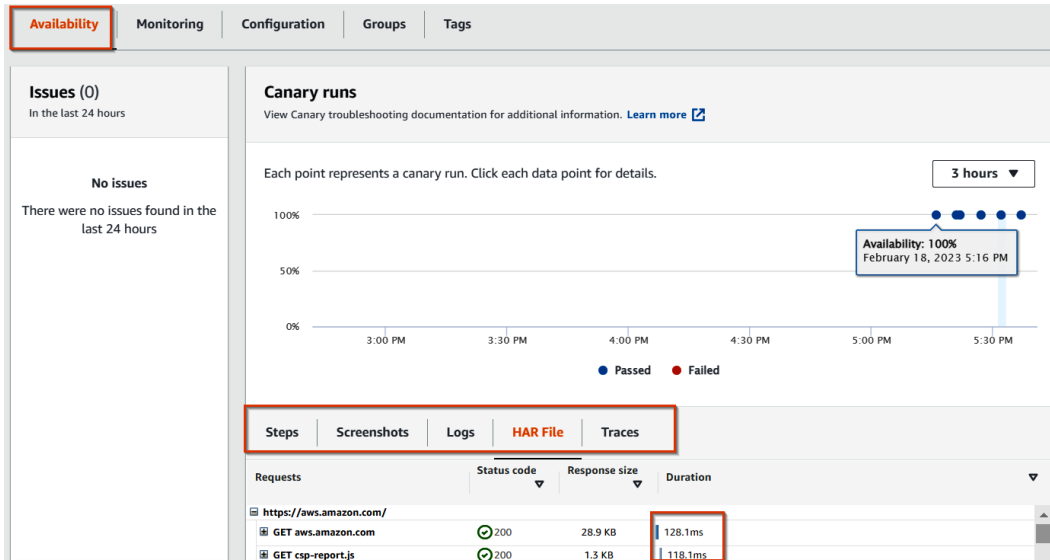 Availability Monitoring Configuration Groups Tags
Issues (0)
In the last 24 hours
No issues
There were no issues found in the
last 24 hours
Canary runs
View Canary troubleshooting documentation for additional information. Learn more
Each point represents a canary run. Click each data point for details.
3 hours
100%
50%
0%
Availability: 100%
February 18, 2023 5:16 PM
3:00 PM 3:30 PM 4:00 PM 4:30 PM 5:00 PM 5:30 PM
Passed Failed
Steps Screenshots Logs HAR File Traces
Requests Status code Response size Duration
https://aws.amazon.com/
GET aws.amazon.com 200 28.9 KB 128.1ms
GET csp-report.js 200 1.3 KB 118.1ms